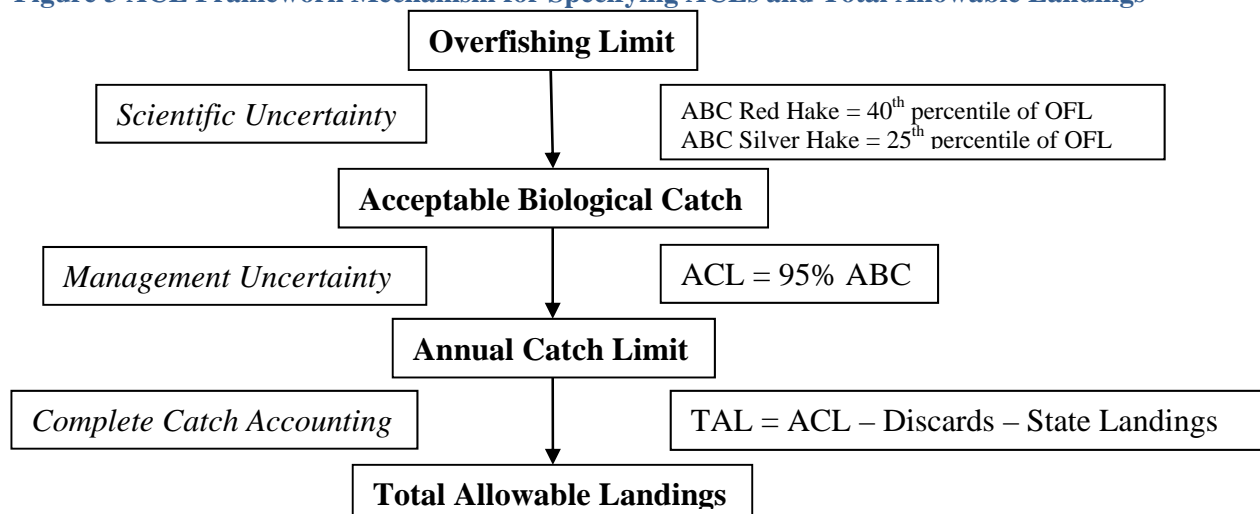 Figure 3 ACL Framework Mechanism for Specifying ACLs and Total Allowable Landings
Overfishing Limit
Scientific Uncertainty
ABC Red Hake = 40th percentile of OFL
ABC Silver Hake = 25th percentile of OFL
Acceptable Biological Catch
Management Uncertainty
ACL = 95% ABC
Annual Catch Limit
Complete Catch Accounting
TAL = ACL – Discards – State Landings
Total Allowable Landings